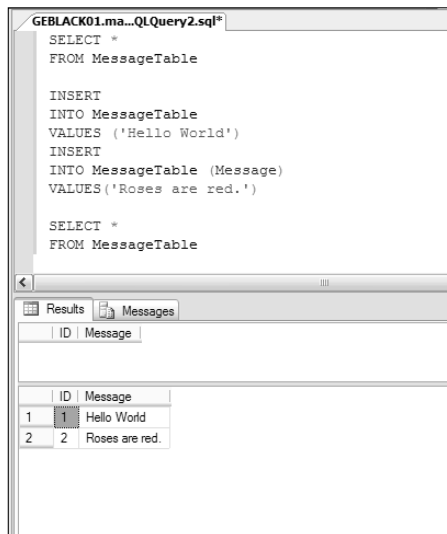 GEBLACK01.ma...QLQuery2.sql*
SELECT *
FROM MessageTable
INSERT
INTO MessageTable
VALUES ('Hello World')
INSERT
INTO MessageTable (Message)
VALUES('Roses are red.')
SELECT *
FROM MessageTable
Results Messages
ID Message
ID Message
1 1 Hello World
2 2 Roses are red.